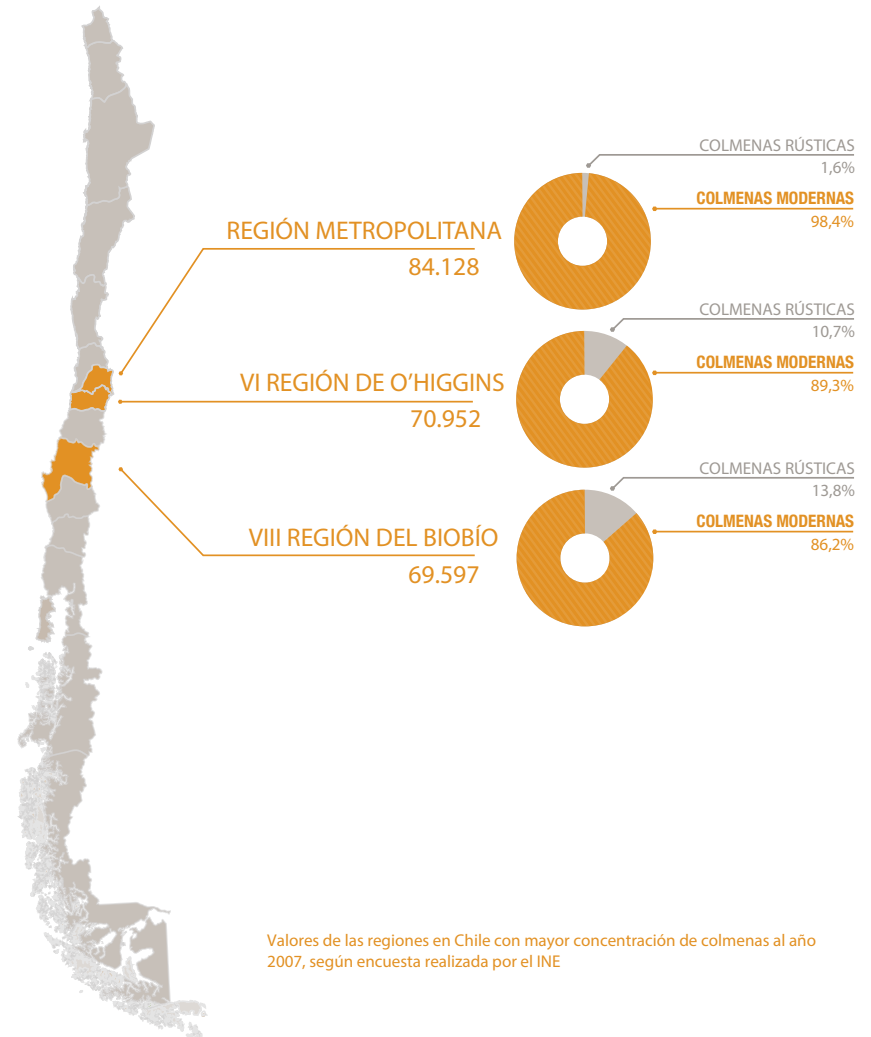 COLMENAS RÚSTICAS
1,6%
COLMENAS MODERNAS
98,4%
REGIÓN METROPOLITANA
84.128
COLMENAS RÚSTICAS
10,7%
COLMENAS MODERNAS
89,3%
VI REGIÓN DE O’HIGGINS
70.952
COLMENAS RÚSTICAS
13,8%
COLMENAS MODERNAS
86,2%
VIII REGIÓN DEL BIOBÍO
69.597
Valores de las regiones en Chile con mayor concentración de colmenas al año
2007, según encuesta realizada por el INE